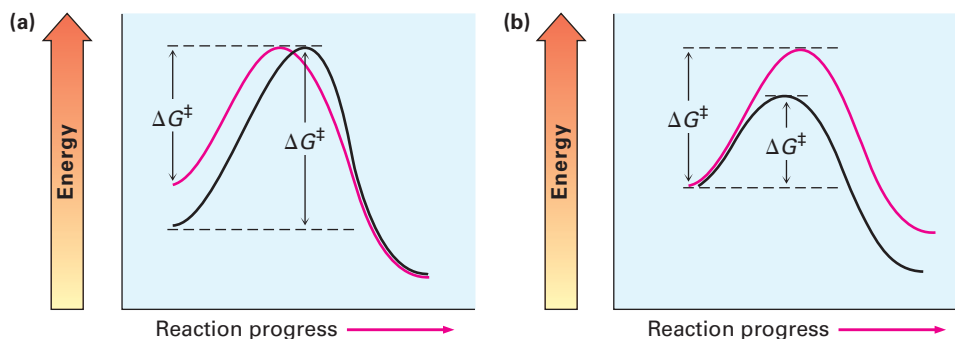 (a)
Energy
ΔG‡
ΔG‡
Reaction progress
(b)
Energy
ΔG‡
ΔG‡
Reaction progress